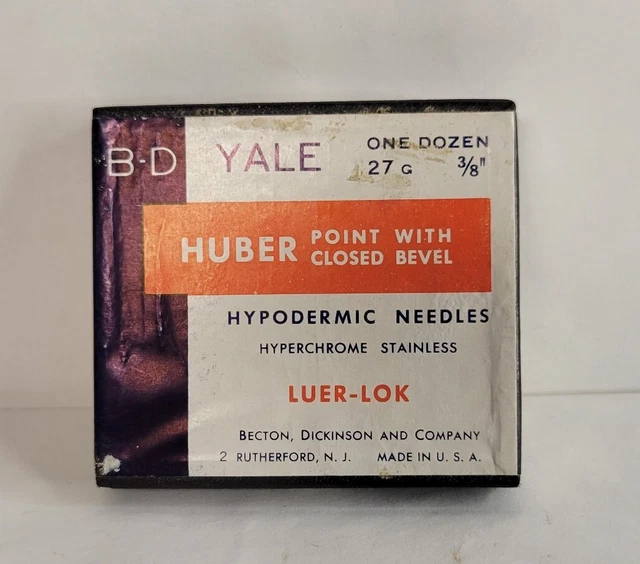 B-D YALE ONE DOZEN
27 G 3/8"
HUBER POINT WITH
CLOSED BEVEL
HYPODERMIC NEEDLES
HYPERCHROME STAINLESS
LUER-LOK
BECTON, DICKINSON AND COMPANY
2 RUTHERFORD, N. J. MADE IN U. S. A.